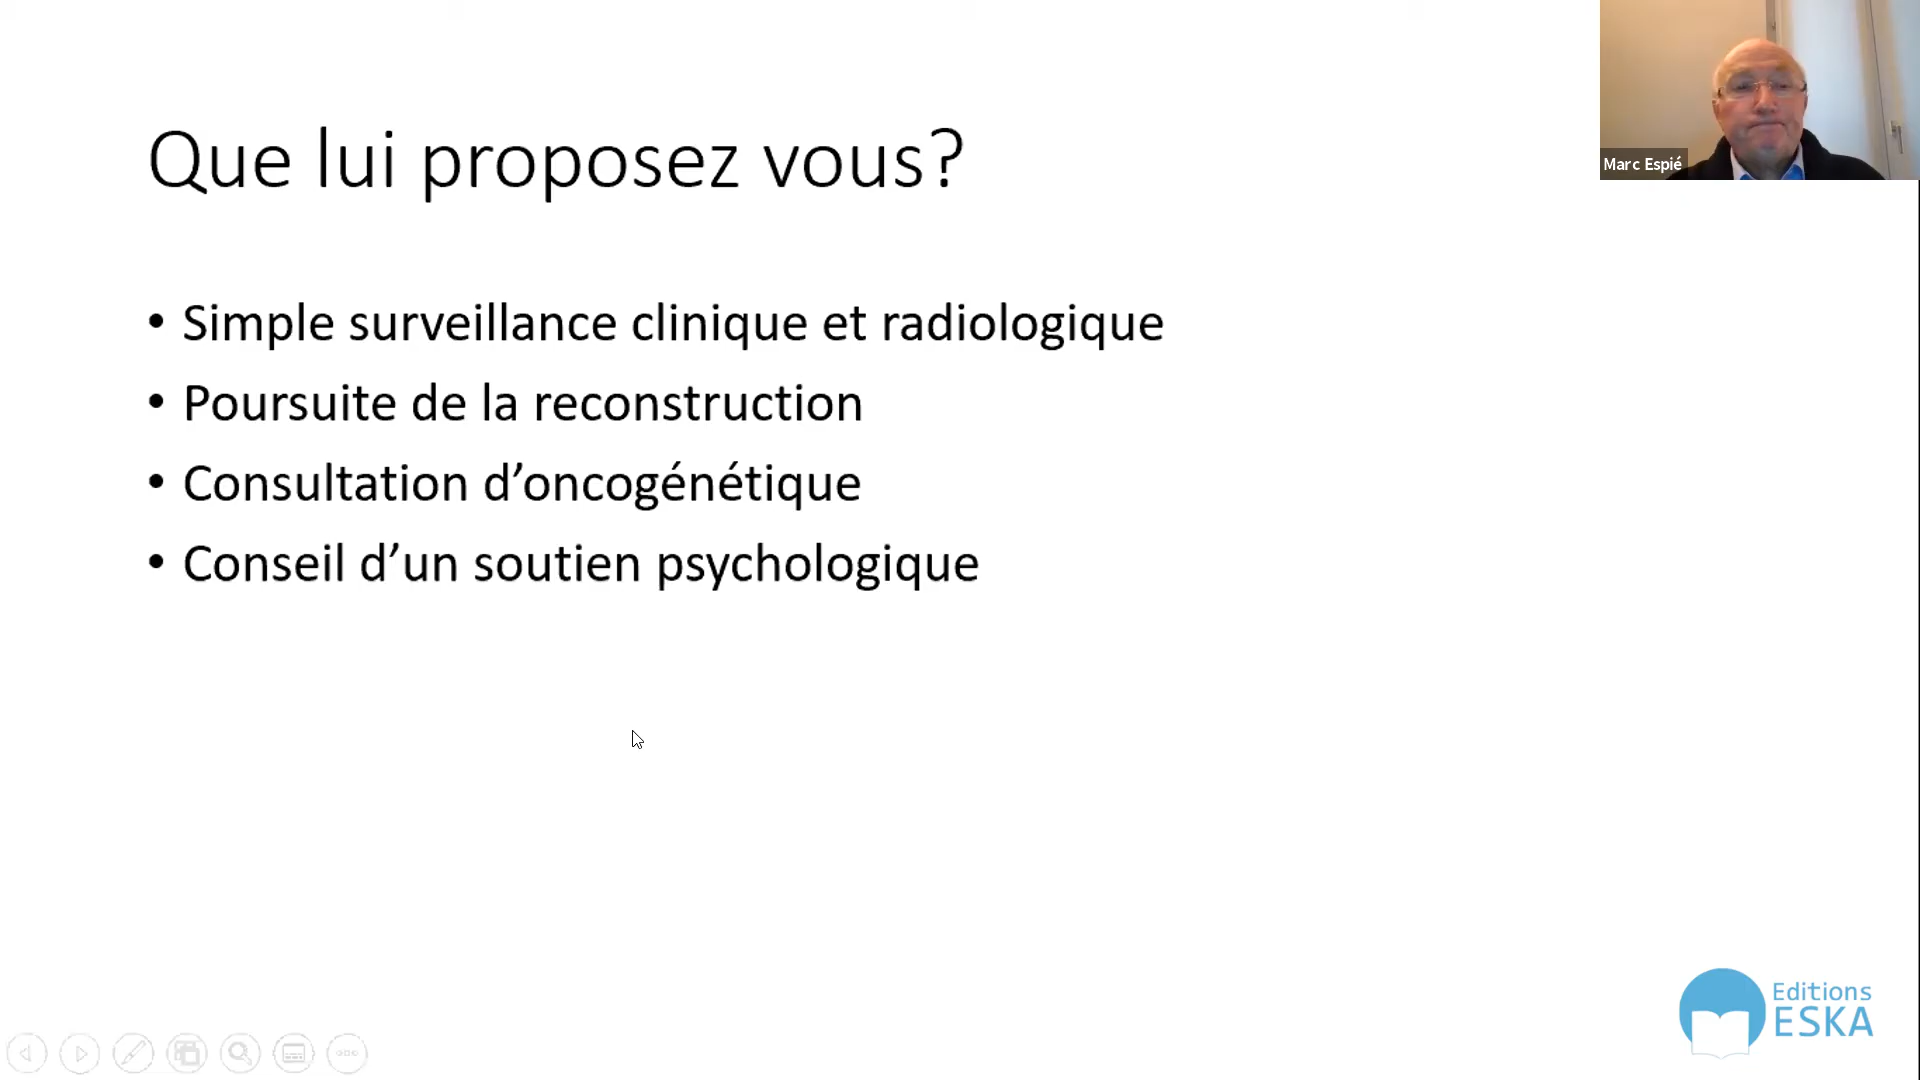 Que lui proposez vous?
Marc Espié
• Simple surveillance clinique et radiologique
• Poursuite de la reconstruction
• Consultation d’oncogénétique
• Conseil d’un soutien psychologique
Editions
ESKA